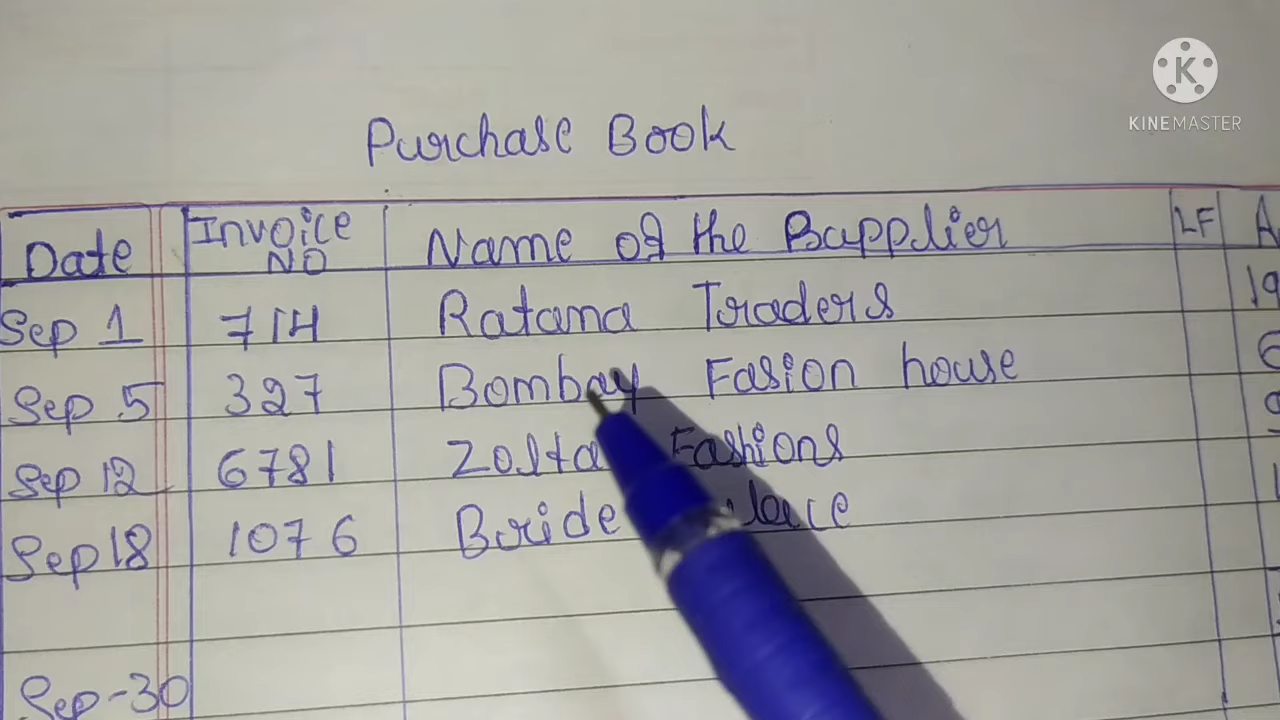 KINEMASTER
Purchase Book
Date Invoice NO Name of the Bapplier LF
Sep 1 714 Ratana Traders
Sep 5 327 Bombay Fasion house
Sep 12 6781 Fashions
Sep 18 1076 Bride
Sep-30